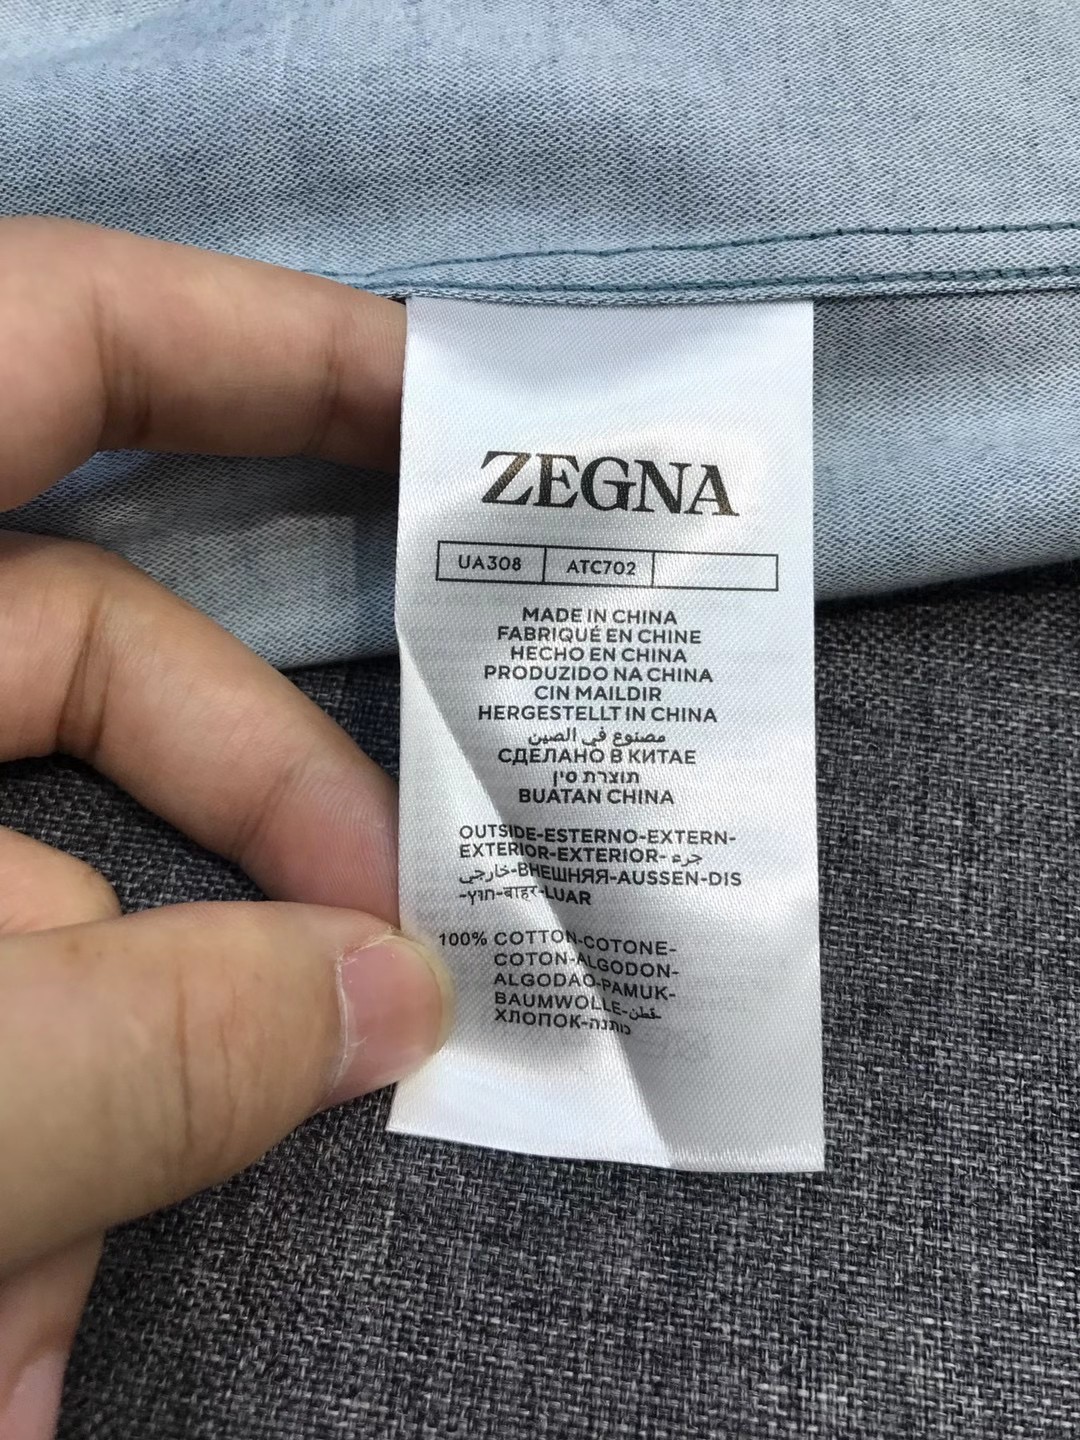 ZEGNA
UA308 ATC702
MADE IN CHINA
FABRIQUÉ EN CHINE
HECHO EN CHINA
PRODUZIDO NA CHINA
CIN MAILDIR
HERGESTELLT IN CHINA
مصنوع في الصين
СДЕЛАНО В КИТАЕ
תוצרת סין
BUATAN CHINA
OUTSIDE-ESTERNO-EXTERN-
EXTERIOR-EXTERIOR- جزء
خارجي-ВНЕШНЯЯ-AUSSEN-DIS
-חוץ-बाहर-LUAR
100% COTTON-COTONE-
COTON-ALGODON-
ALGODAO-PAMUK-
BAUMWOLLE-قطن-
ХЛОПОК-כותנה